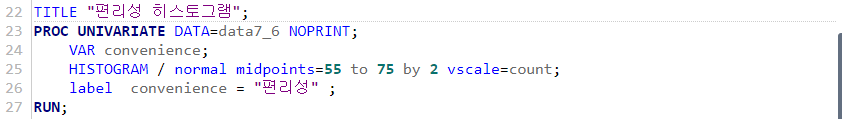 22 TITLE "편리성 히스토그램";
23 PROC UNIVARIATE DATA=data7_6 NOPRINT;
24 VAR convenience;
25 HISTOGRAM / normal midpoints=55 to 75 by 2 vscale=count;
26 label  convenience = "편리성" ;
27 RUN;